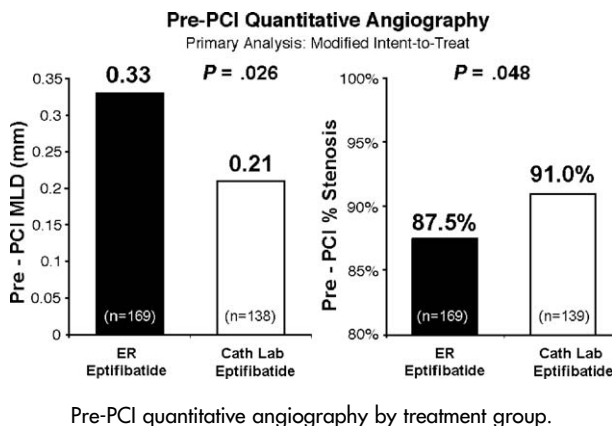 Pre-PCI Quantitative Angiography
Primary Analysis: Modified Intent-to-Treat
Pre - PCI MLD (mm)
0.35
0.3
0.25
0.2
0.15
0.1
0.05
0
0.33
P = .026
0.21
(n=169)
(n=138)
ER
Eptifibatide
Cath Lab
Eptifibatide
Pre - PCI % Stenosis
100%
95%
90%
85%
80%
P = .048
87.5%
91.0%
(n=169)
(n=139)
ER
Eptifibatide
Cath Lab
Eptifibatide
Pre-PCI quantitative angiography by treatment group.